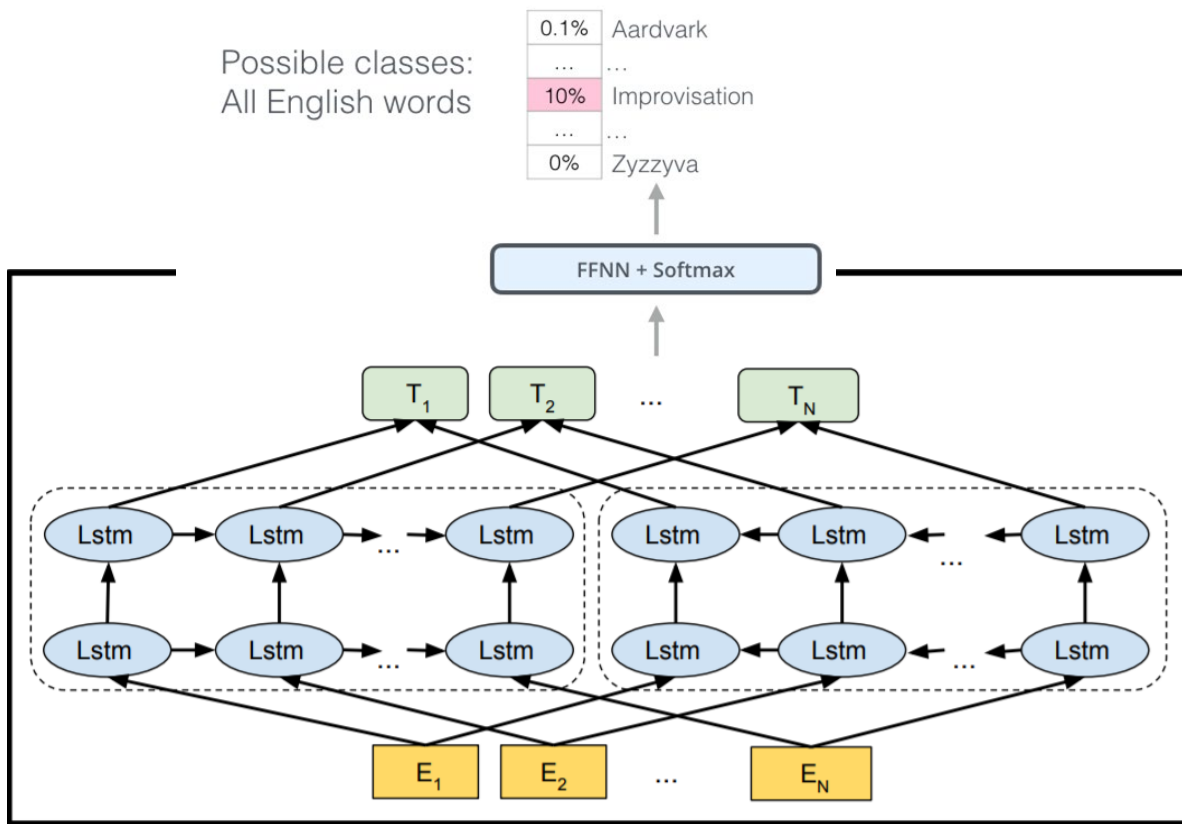 Possible classes:
All English words
0.1% Aardvark
... ...
10% Improvisation
... ...
0% Zyzzyva
FFNN + Softmax
T1 T2 ... TN
Lstm Lstm ... Lstm Lstm Lstm ... Lstm
Lstm Lstm ... Lstm Lstm Lstm ... Lstm
E1 E2 ... EN